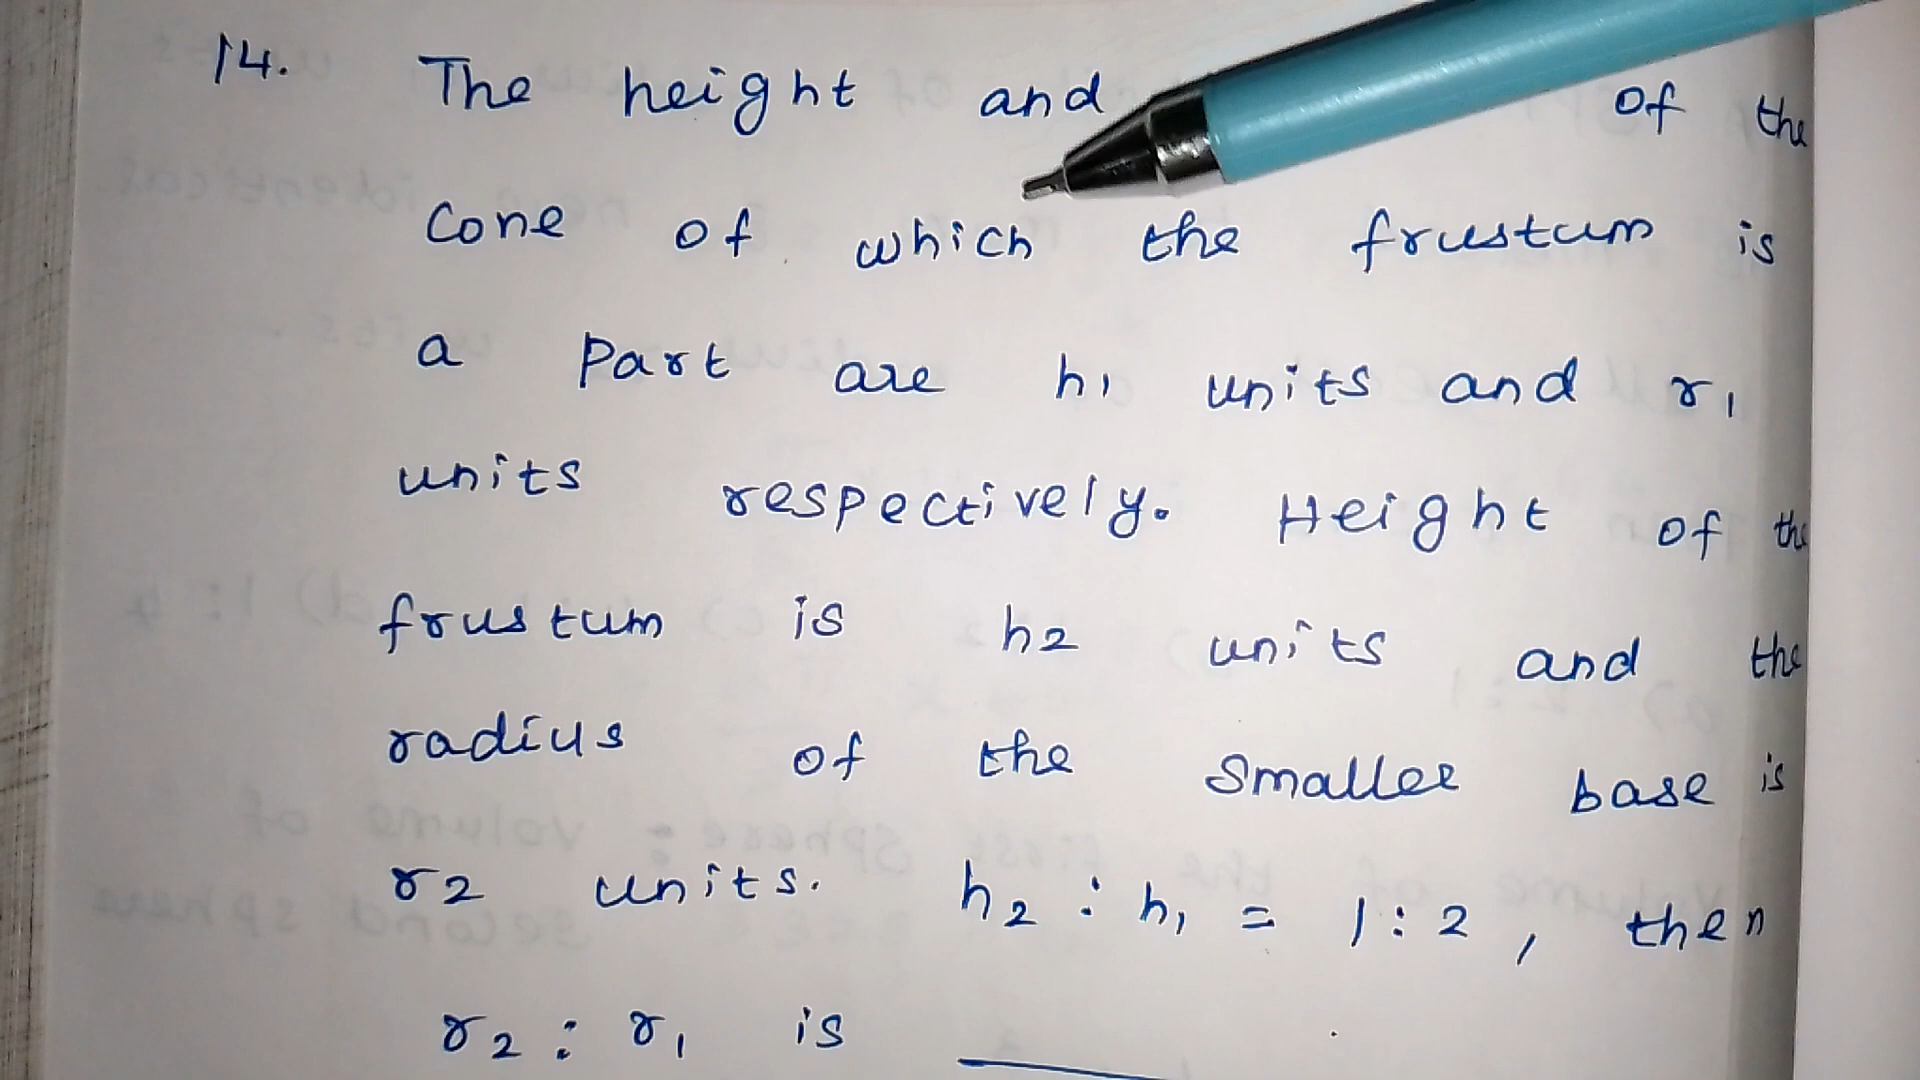 14. The height and of the
Cone of which the frustum is
a Part are h1 units and r1
units respectively. Height of the
frustum is h2 units and the
radius of the Smaller base is
r2 units. h2 : h1 = 1 : 2, then
r2 : r1 is ______